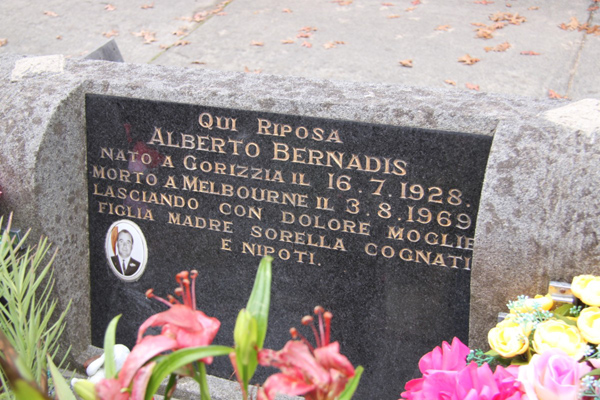 QUI RIPOSA
ALBERTO BERNADIS
NATO A GORIZZIA IL 16.7.1928.
MORTO A MELBOURNE IL 3.8.1969
LASCIANDO CON DOLORE MOGLIE
FIGLIA MADRE SORELLA COGNATI
E NIPOTI.